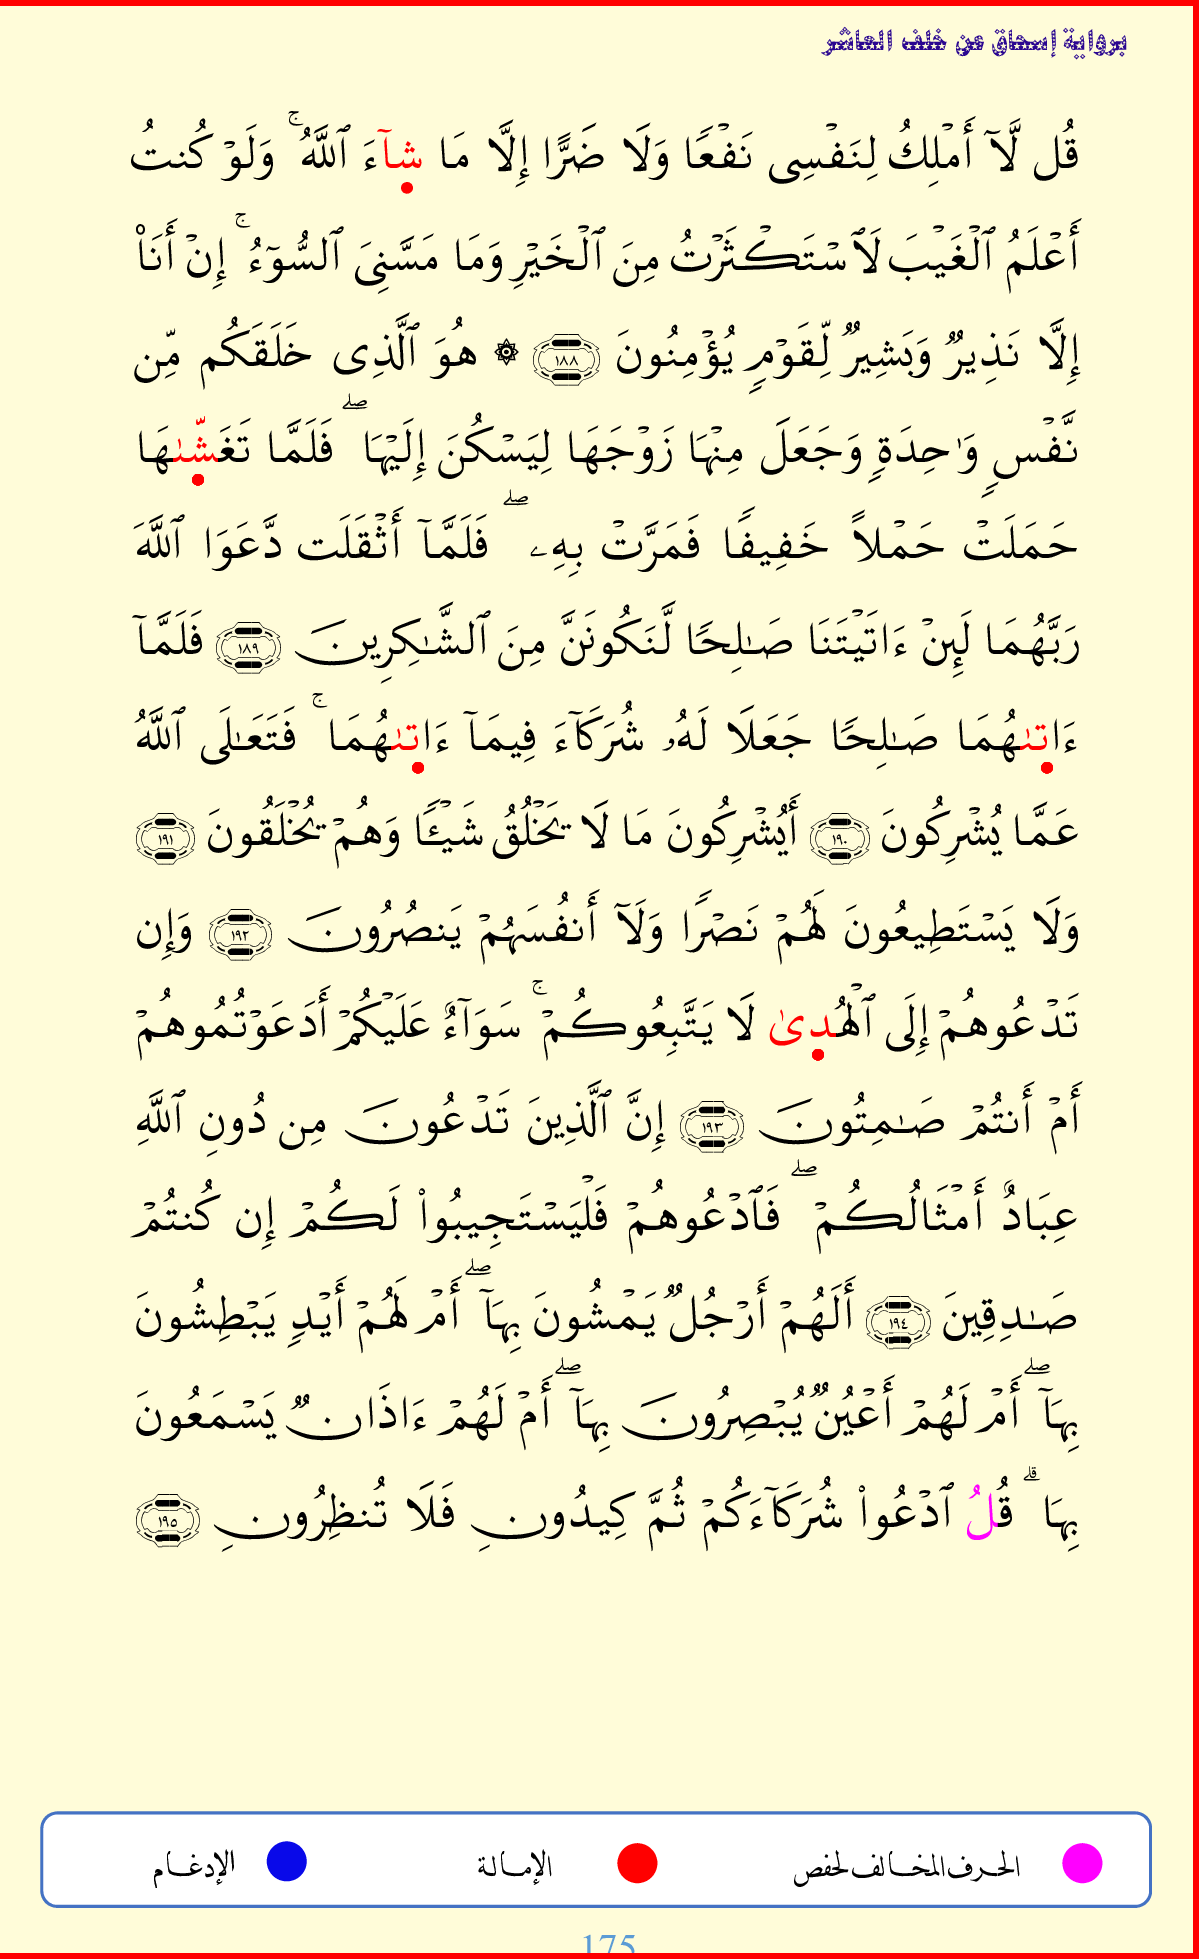 برواية إسحاق عن خلف العاشر
قُل لَّآ أَمْلِكُ لِنَفْسِى نَفْعًا وَلَا ضَرًّا إِلَّا مَا شَآءَ ٱللَّهُ ۚ وَلَوْ كُنتُ
أَعْلَمُ ٱلْغَيْبَ لَٱسْتَكْثَرْتُ مِنَ ٱلْخَيْرِ وَمَا مَسَّنِىَ ٱلسُّوٓءُ ۚ إِنْ أَنَا۠
إِلَّا نَذِيرٌ وَبَشِيرٌ لِّقَوْمٍ يُؤْمِنُونَ ١٨٨ ۞ هُوَ ٱلَّذِى خَلَقَكُم مِّن
نَّفْسٍ وَٰحِدَةٍ وَجَعَلَ مِنْهَا زَوْجَهَا لِيَسْكُنَ إِلَيْهَا ۖ فَلَمَّا تَغَشّىٰهَا
حَمَلَتْ حَمْلًا خَفِيفًا فَمَرَّتْ بِهِۦ ۖ فَلَمَّآ أَثْقَلَت دَّعَوَا ٱللَّهَ
رَبَّهُمَا لَئِنْ ءَاتَيْتَنَا صَـٰلِحًا لَّنَكُونَنَّ مِنَ ٱلشَّـٰكِرِينَ ١٨٩ فَلَمَّآ
ءَاتىٰهُمَا صَـٰلِحًا جَعَلَا لَهُۥ شُرَكَآءَ فِيمَآ ءَاتىٰهُمَا ۚ فَتَعَـٰلَى ٱللَّهُ
عَمَّا يُشْرِكُونَ ١٩٠ أَيُشْرِكُونَ مَا لَا يَخْلُقُ شَيْـًٔا وَهُمْ يُخْلَقُونَ ١٩١
وَلَا يَسْتَطِيعُونَ لَهُمْ نَصْرًا وَلَآ أَنفُسَهُمْ يَنصُرُونَ ١٩٢ وَإِن
تَدْعُوهُمْ إِلَى ٱلْهُدىٰ لَا يَتَّبِعُوكُمْ ۚ سَوَآءٌ عَلَيْكُمْ أَدَعَوْتُمُوهُمْ
أَمْ أَنتُمْ صَـٰمِتُونَ ١٩٣ إِنَّ ٱلَّذِينَ تَدْعُونَ مِن دُونِ ٱللَّهِ
عِبَادٌ أَمْثَالُكُمْ ۖ فَٱدْعُوهُمْ فَلْيَسْتَجِيبُوا۟ لَكُمْ إِن كُنتُمْ
صَـٰدِقِينَ ١٩٤ أَلَهُمْ أَرْجُلٌ يَمْشُونَ بِهَآ ۖ أَمْ لَهُمْ أَيْدٍ يَبْطِشُونَ
بِهَآ ۖ أَمْ لَهُمْ أَعْيُنٌ يُبْصِرُونَ بِهَآ ۖ أَمْ لَهُمْ ءَاذَانٌ يَسْمَعُونَ
بِهَا ۗ قُلُ ٱدْعُوا۟ شُرَكَآءَكُمْ ثُمَّ كِيدُونِ فَلَا تُنظِرُونِ ١٩٥
الحرف المخالف لحفص الإمالة الإدغام
175